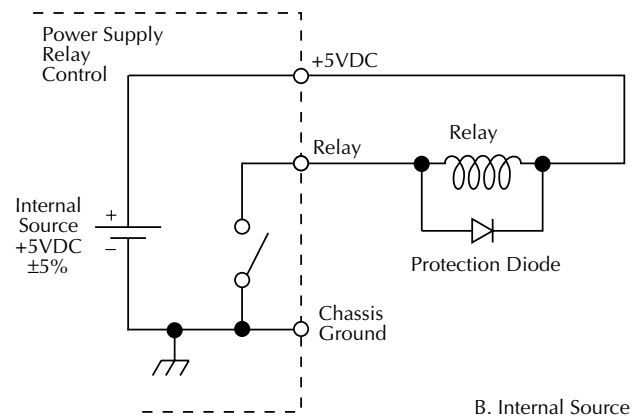 Power Supply
Relay
Control
+5VDC
Relay
Relay
Internal
Source
+5VDC
±5%
+
–
Protection Diode
Chassis
Ground
B. Internal Source